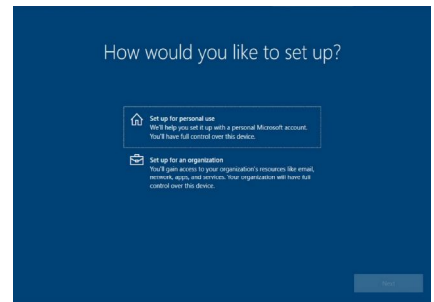 How would you like to set up?
Set up for personal use
We'll help you set it up with a personal Microsoft account.
You'll have full control over this device.
Set up for an organization
You'll gain access to your organization's resources like email,
network, apps, and services. Your organization will have full
control over this device.
Next